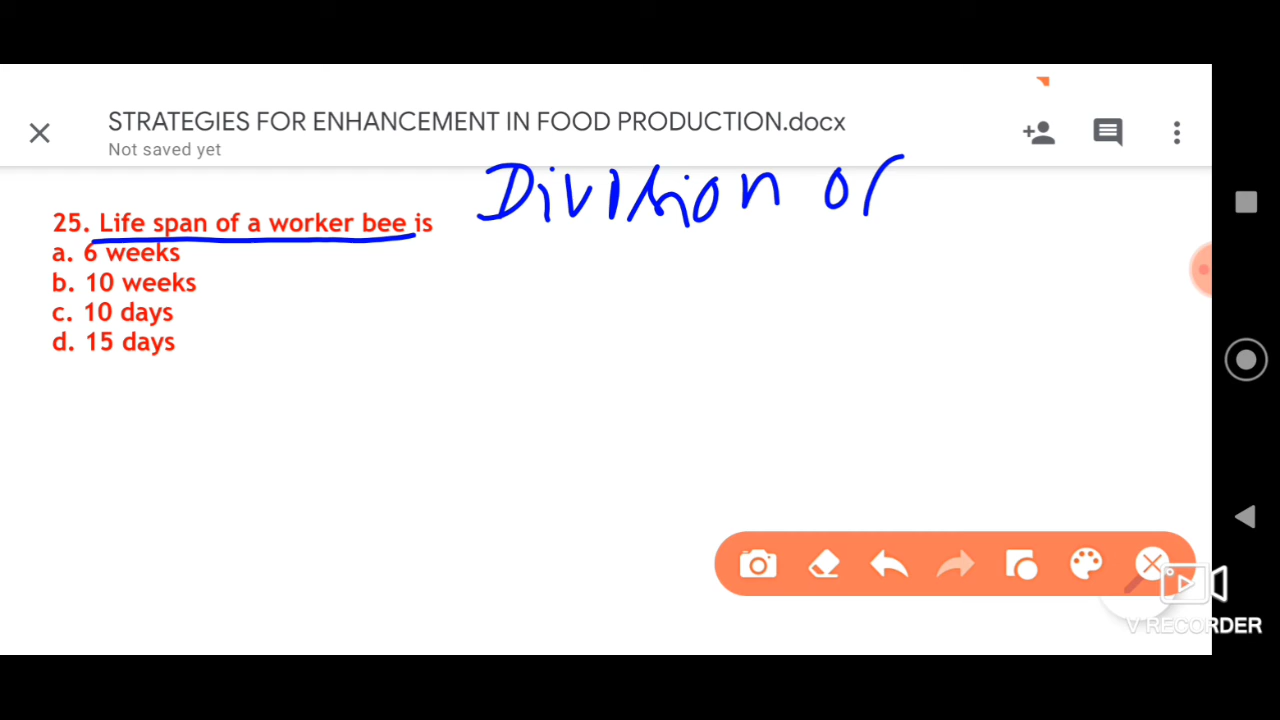 STRATEGIES FOR ENHANCEMENT IN FOOD PRODUCTION.docx
Not saved yet
Division of
25. Life span of a worker bee is
a. 6 weeks
b. 10 weeks
c. 10 days
d. 15 days
V RECORDER